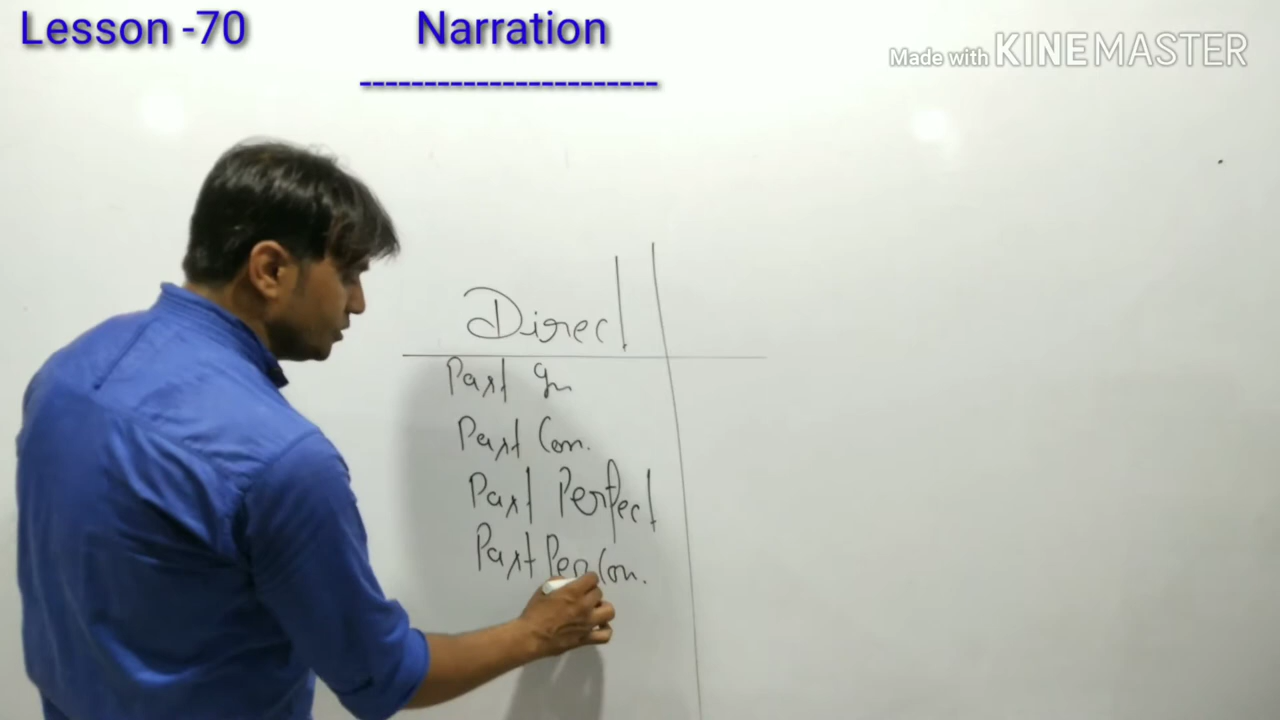 Lesson -70 Narration
Made with KINEMASTER
Direct
Past In
Past Con.
Past Perfect
Past Per Con.